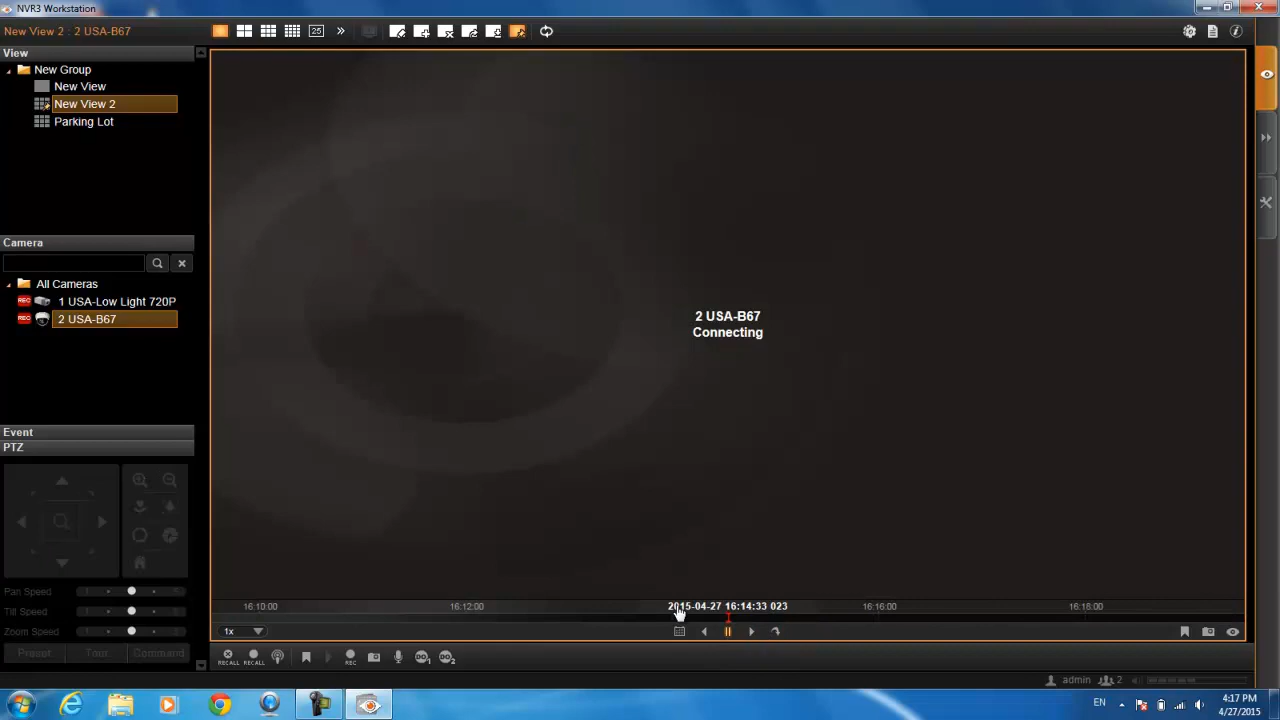 NVR3 Workstation
New View 2 : 2 USA-B67
25
View
New Group
New View
New View 2
Parking Lot
Camera
All Cameras
REC 1 USA-Low Light 720P
REC 2 USA-B67
2 USA-B67
Connecting
Event
PTZ
Pan Speed
Tilt Speed
Zoom Speed
Preset Tour Command
16:10:00 16:12:00 2015-04-27 16:14:33 023 16:16:00 16:18:00
1x
RECALL RECALL REC
admin 2
EN
4:17 PM
4/27/2015